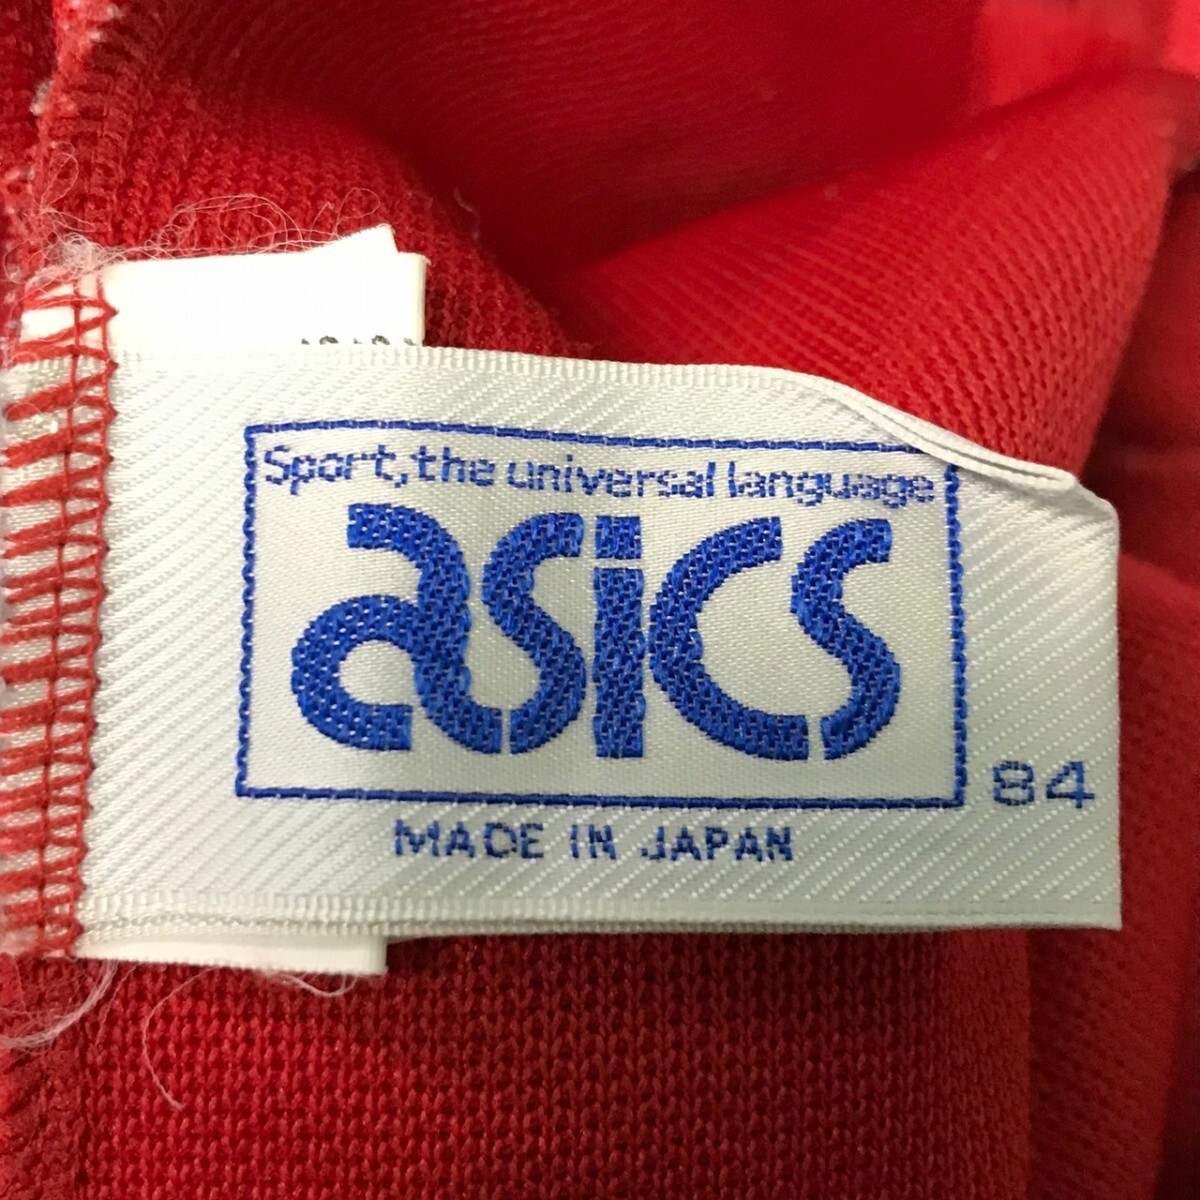 Sport, the universal language
asics
84
MADE IN JAPAN